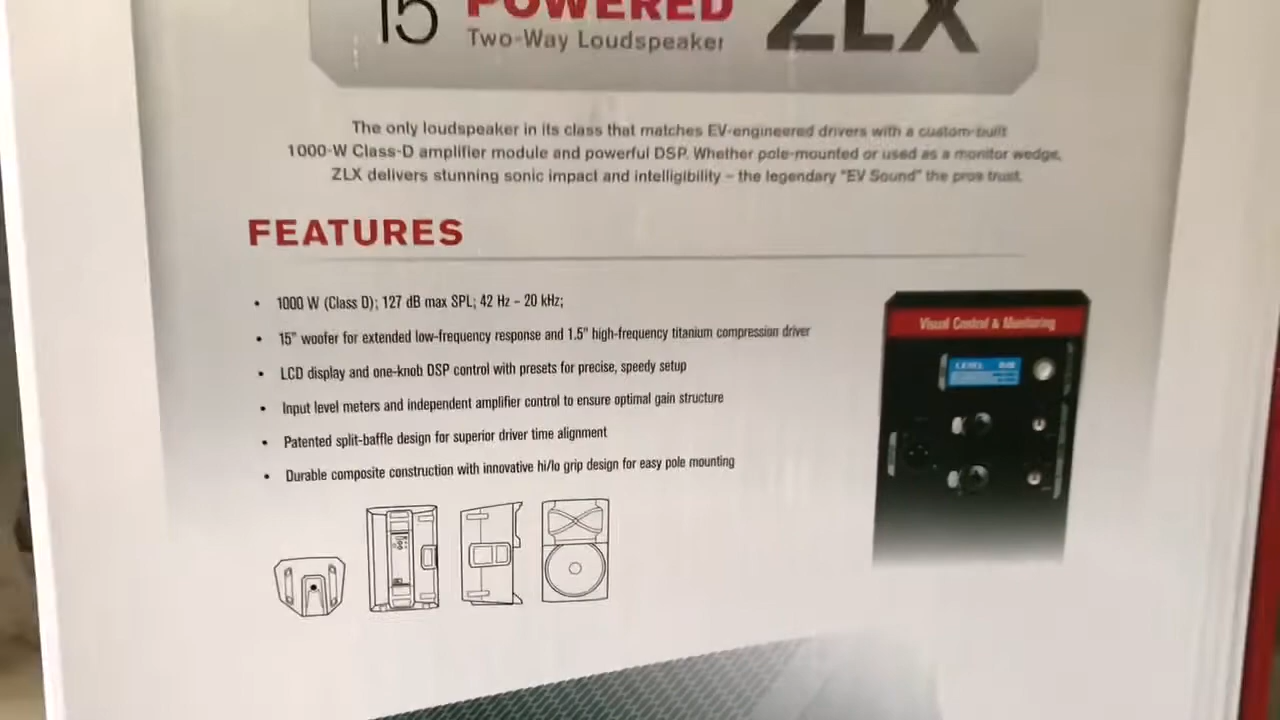 15 POWERED ZLX
Two-Way Loudspeaker
The only loudspeaker in its class that matches EV-engineered drivers with a custom-built
1000-W Class-D amplifier module and powerful DSP. Whether pole-mounted or used as a monitor wedge,
ZLX delivers stunning sonic impact and intelligibility – the legendary "EV Sound" the pros trust.
FEATURES
• 1000 W (Class D); 127 dB max SPL; 42 Hz – 20 kHz;
• 15" woofer for extended low-frequency response and 1.5" high-frequency titanium compression driver
• LCD display and one-knob DSP control with presets for precise, speedy setup
• Input level meters and independent amplifier control to ensure optimal gain structure
• Patented split-baffle design for superior driver time alignment
• Durable composite construction with innovative hi/lo grip design for easy pole mounting
Visual Control & Monitoring
LEVEL